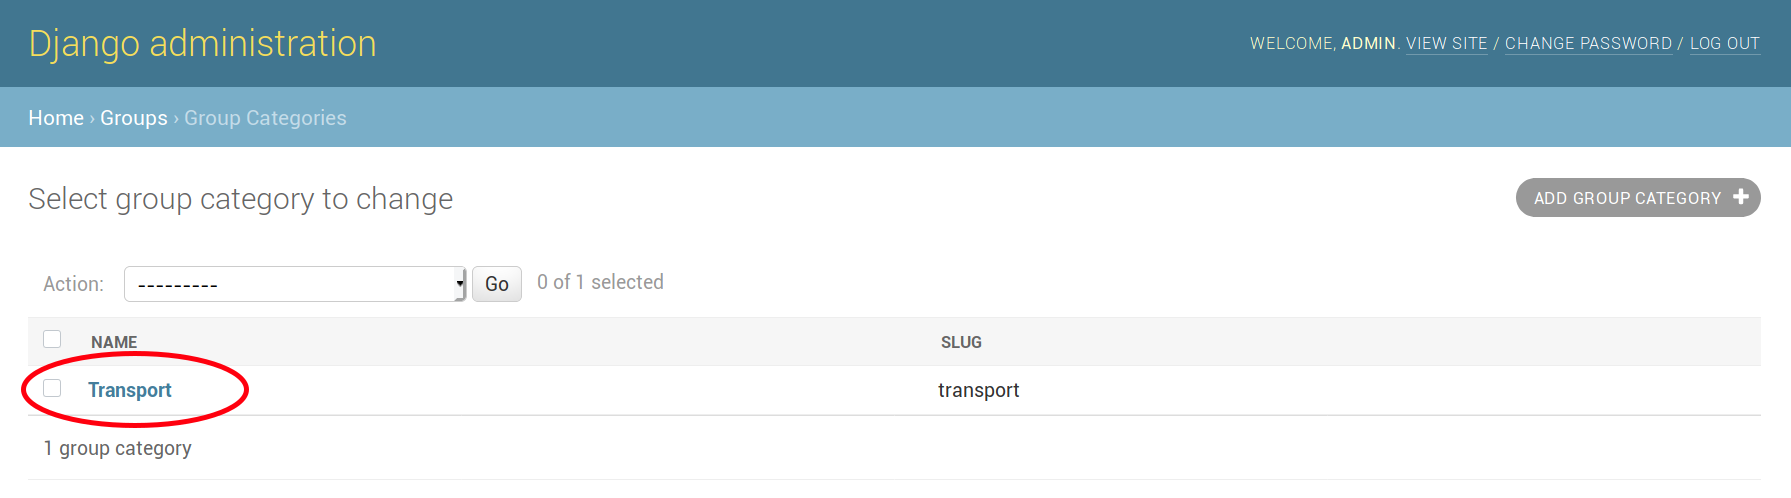 Django administration
WELCOME, ADMIN. VIEW SITE / CHANGE PASSWORD / LOG OUT
Home › Groups › Group Categories
Select group category to change
ADD GROUP CATEGORY
Action: --------- Go 0 of 1 selected
NAME SLUG
Transport transport
1 group category